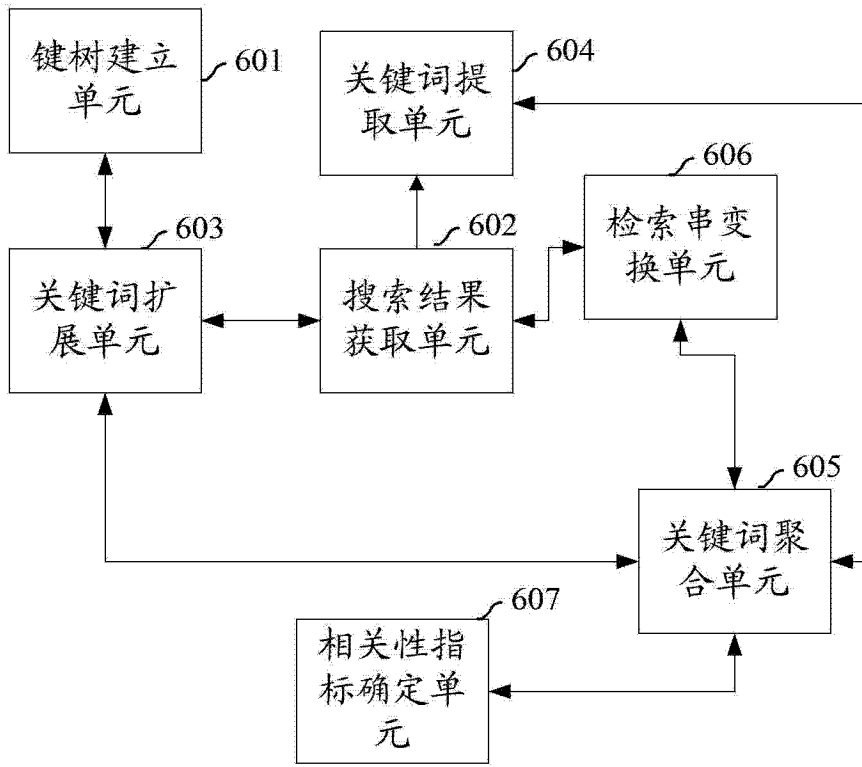 键树建立
单元
601
关键词提
取单元
604
检索串变
换单元
606
关键词扩
展单元
603
搜索结果
获取单元
602
关键词聚
合单元
605
相关性指
标确定单
元
607